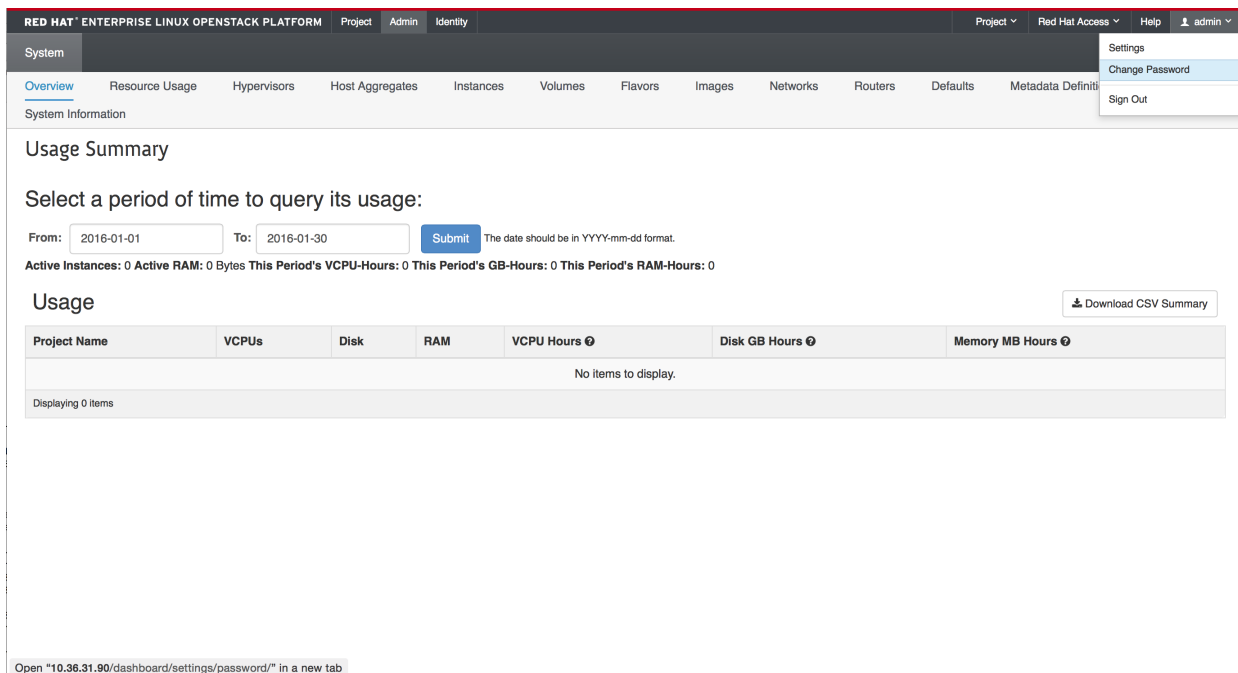 RED HAT® ENTERPRISE LINUX OPENSTACK PLATFORM Project Admin Identity Project Red Hat Access Help admin
System
Settings
Change Password
Sign Out
Overview Resource Usage Hypervisors Host Aggregates Instances Volumes Flavors Images Networks Routers Defaults Metadata Definiti
System Information
Usage Summary
Select a period of time to query its usage:
From: 2016-01-01 To: 2016-01-30 Submit The date should be in YYYY-mm-dd format.
Active Instances: 0 Active RAM: 0 Bytes This Period's VCPU-Hours: 0 This Period's GB-Hours: 0 This Period's RAM-Hours: 0
Usage Download CSV Summary
Project Name VCPUs Disk RAM VCPU Hours Disk GB Hours Memory MB Hours
No items to display.
Displaying 0 items
Open "10.36.31.90/dashboard/settings/password/" in a new tab